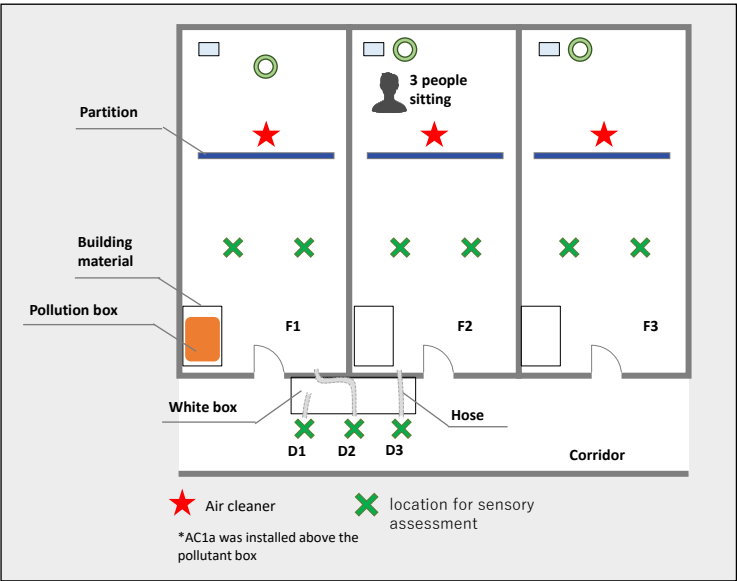 3 people
sitting
Partition
Building
material
Pollution box
F1
F2
F3
White box
Hose
D1
D2
D3
Corridor
Air cleaner
location for sensory
assessment
*AC1a was installed above the
pollutant box